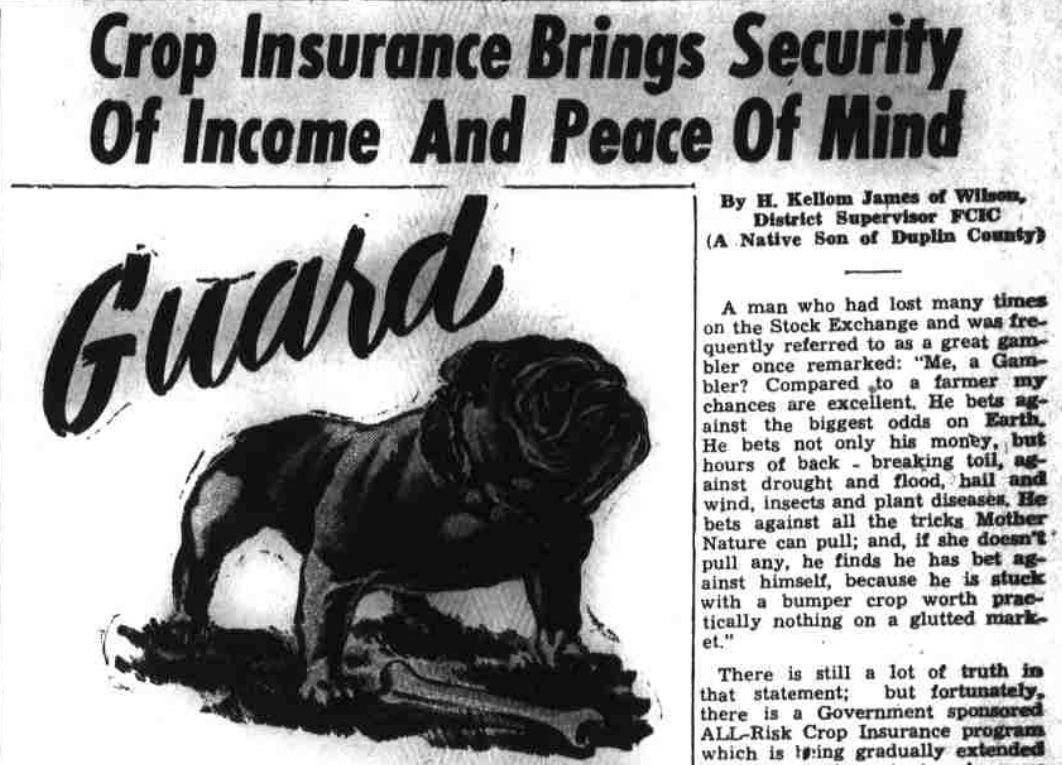 Crop Insurance Brings Security
Of Income And Peace Of Mind
Guard
By H. Kellom James of Wilson,
District Supervisor FCIC
(A Native Son of Duplin County)
A man who had lost many times
on the Stock Exchange and was fre-
quently referred to as a great gam-
bler once remarked: "Me, a Gam-
bler? Compared to a farmer my
chances are excellent. He bets ag-
ainst the biggest odds on Earth.
He bets not only his money, but
hours of back - breaking toil, ag-
ainst drought and flood, hail and
wind, insects and plant diseases. He
bets against all the tricks Mother
Nature can pull; and, if she doesn't
pull any, he finds he has bet ag-
ainst himself, because he is stuck
with a bumper crop worth prac-
tically nothing on a glutted mark-
et."
There is still a lot of truth in
that statement; but fortunately,
there is a Government sponsored
ALL-Risk Crop Insurance program
which is being gradually extended